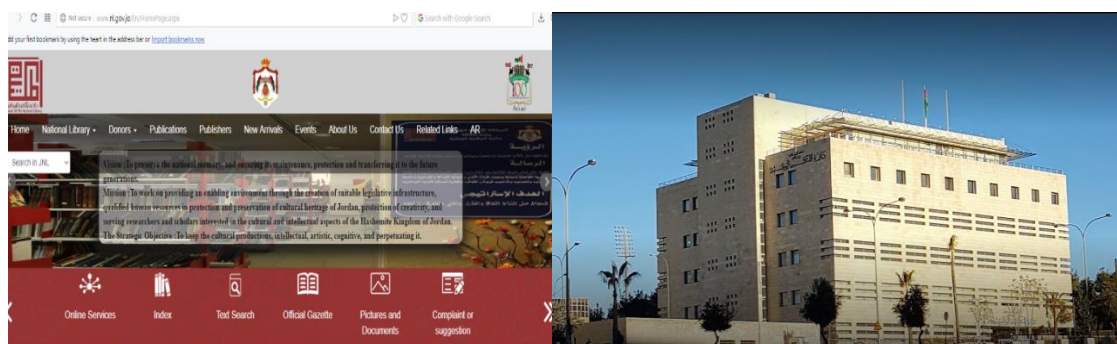 Not secure | www.nl.gov.jo/En/HomePage.aspx
Search with Google Search
dd your first bookmark by using the heart in the address bar or Import bookmarks now.
100
Home National Library Donors Publications Publishers New Arrivals Events About Us Contact Us Related Links AR
Search in JNL
Vision :To preserve the national memory, and ensuring its maintenance, protection and transferring it to the future
generations.
Mission :To work on providing an enabling environment through the creation of suitable legislative infrastructure,
qualified human resources in protection and preservation of cultural heritage of Jordan, protection of creativity, and
serving researchers and scholars interested in the cultural and intellectual aspects of the Hashemite Kingdom of Jordan.
The Strategic Objective :To keep the cultural productions, intellectual, artistic, cognitive, and perpetuating it.
الرؤية
الرسالة
الهدف الاستراتيجي
Online Services
Index
Text Search
Official Gazette
Pictures and
Documents
Complaint or
suggestion